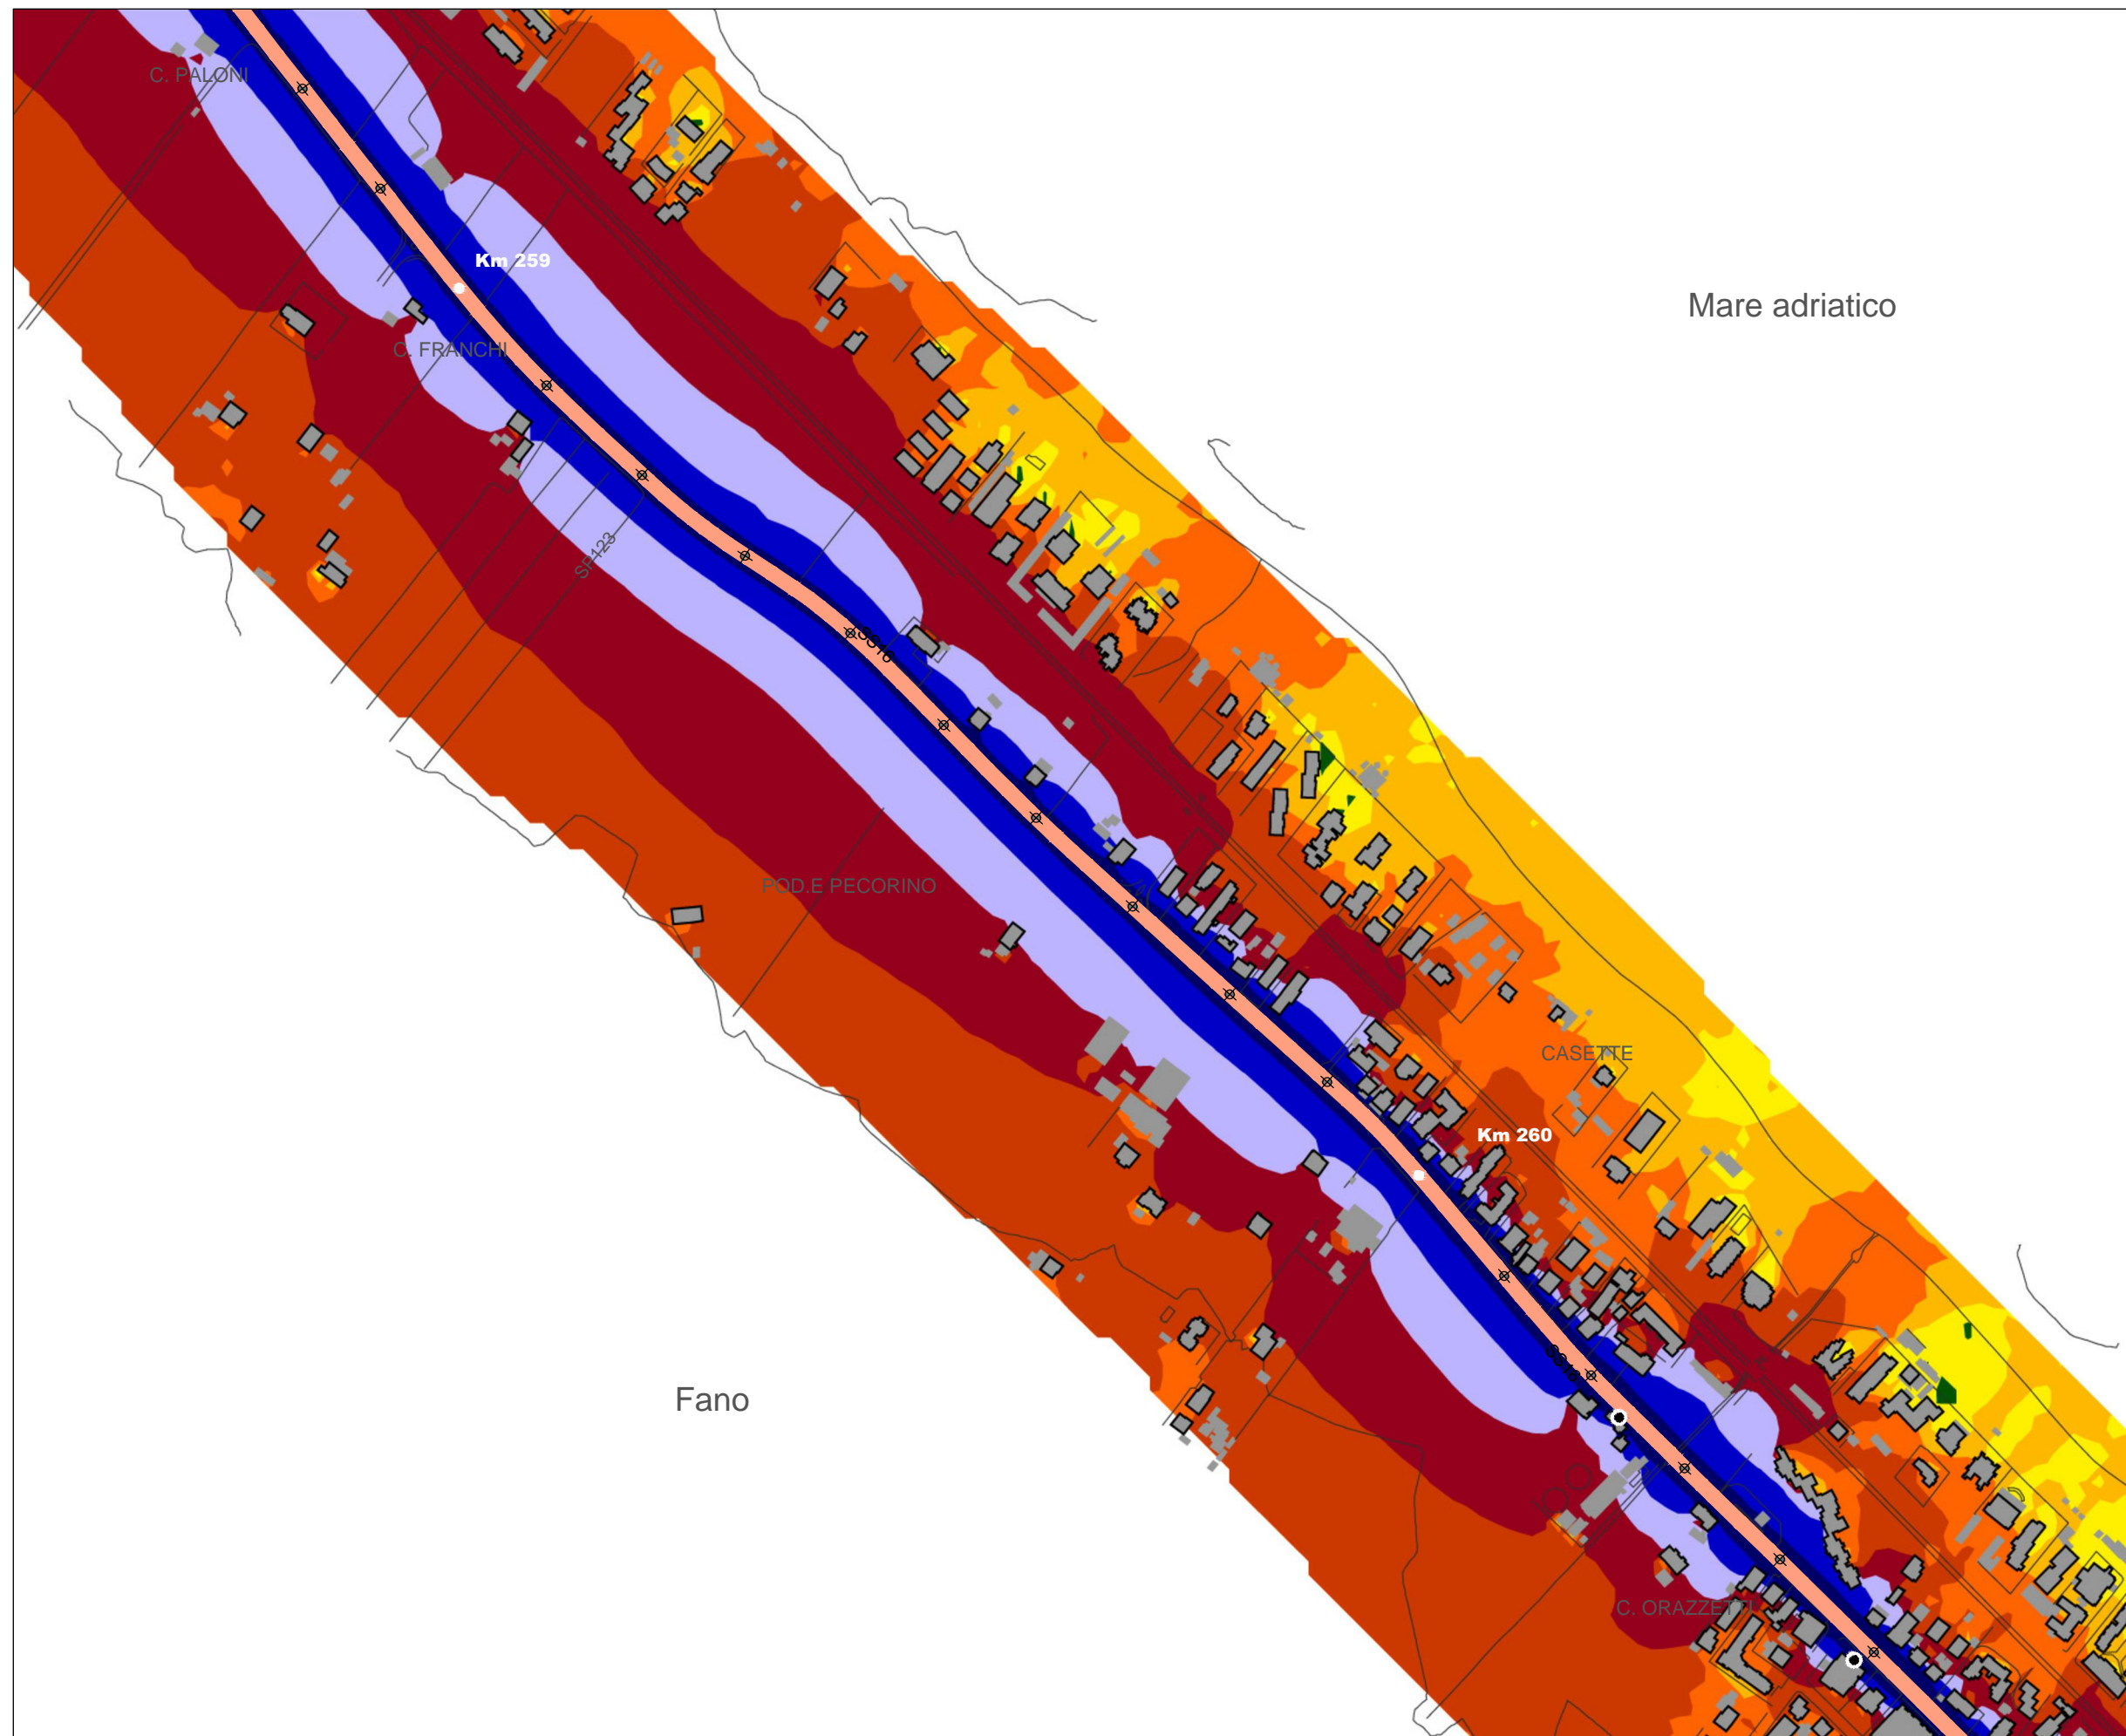 C. PALONI
Km 259
Mare adriatico
C. FRANCHI
SP123
POD.E PECORINO
CASETTE
Km 260
Fano
C. ORAZZETTI